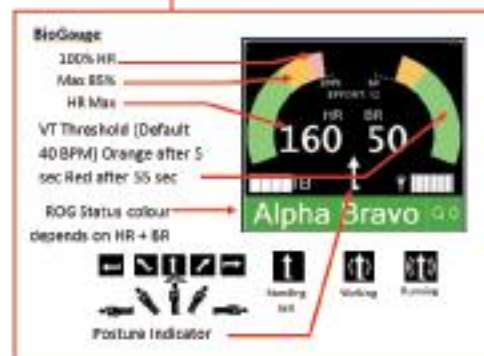 BioGauge
100% HR
Max 85%
HR Max
VT Threshold (Default
40 BPM) Orange after 5
sec Red after 55 sec
ROG Status colour
depends on HR + BR
EFFORT
HR BR
160 50
Alpha Bravo
Standing
Still
Walking
Running
Posture Indicator